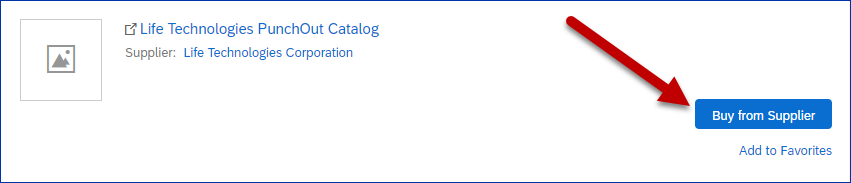 Life Technologies PunchOut Catalog
Supplier: Life Technologies Corporation
Buy from Supplier
Add to Favorites